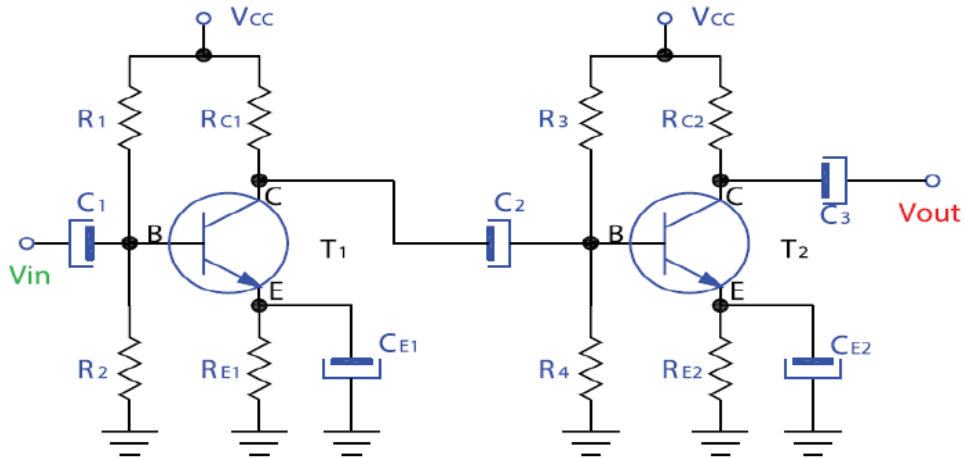 VCC VCC
R1 RC1 R3 RC2
C1 B C T1 E
C2 B C T2 E
C3
Vin Vout
R2 RE1 CE1 R4 RE2 CE2